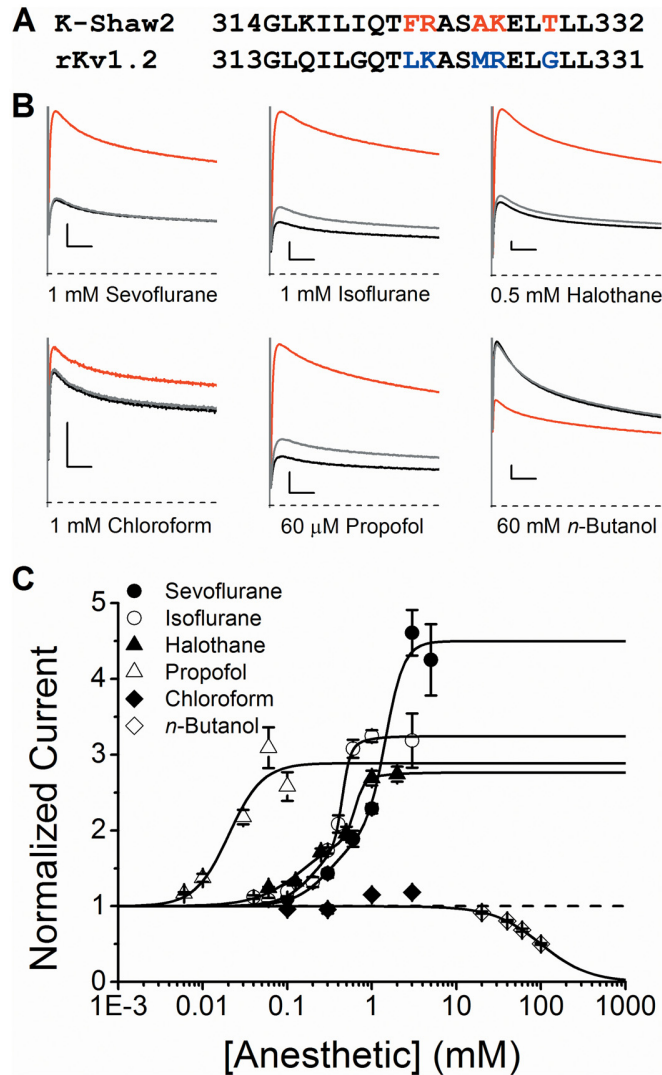 A
K-Shaw2 314GLKILIQTFRASAKELTLL332
rKv1.2 313GLQILGQTLKASMRELGLL331
B
1 mM Sevoflurane 1 mM Isoflurane 0.5 mM Halothane
1 mM Chloroform 60 μM Propofol 60 mM n-Butanol
C
Sevoflurane
Isoflurane
Halothane
Propofol
Chloroform
n-Butanol
5
4
3
2
1
0
Normalized Current
1E-3 0.01 0.1 1 10 100 1000
[Anesthetic] (mM)